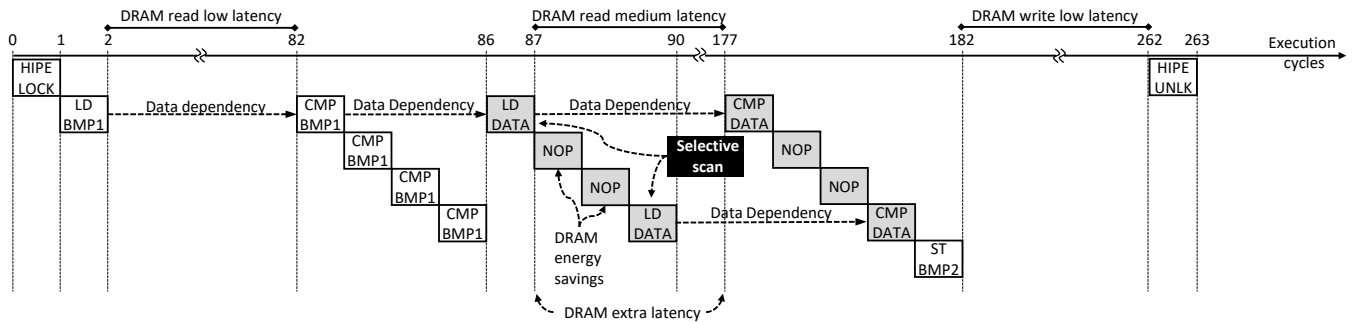 DRAM read low latency
DRAM read medium latency
DRAM write low latency
0 1 2 82 86 87 90 177 182 262 263
Execution
cycles
HIPE
LOCK
LD
BMP1
Data dependency
CMP
BMP1
Data Dependency
LD
DATA
Data Dependency
CMP
DATA
HIPE
UNLK
CMP
BMP1
NOP
Selective
scan
NOP
CMP
BMP1
NOP
NOP
CMP
BMP1
LD
DATA
Data Dependency
CMP
DATA
DRAM
energy
savings
ST
BMP2
DRAM extra latency